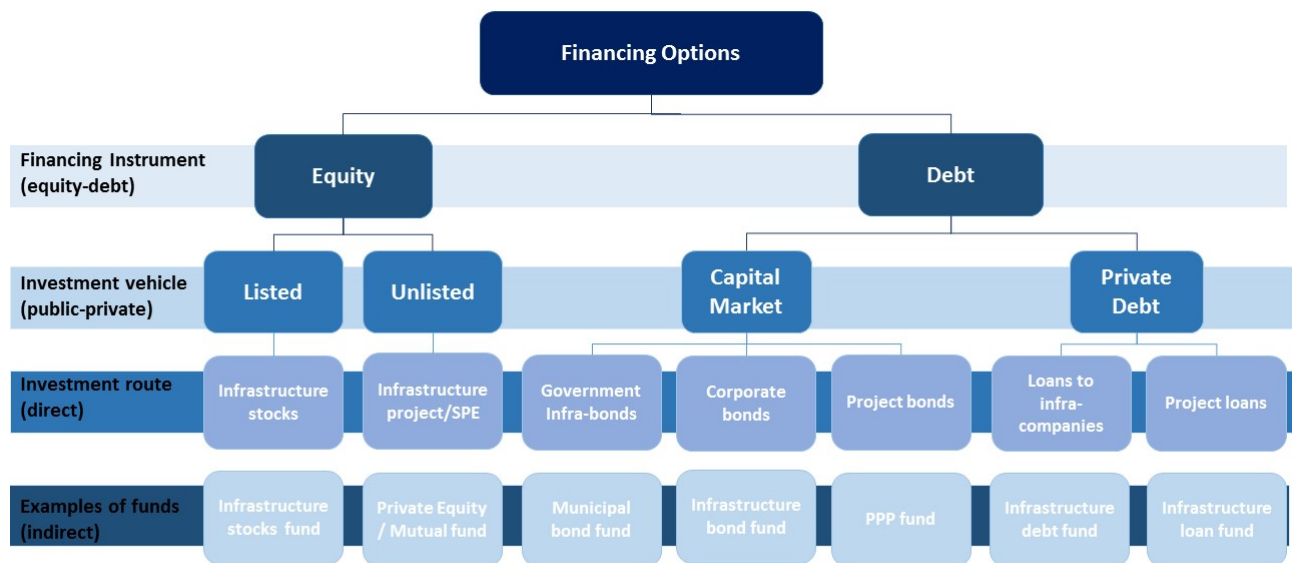 Financing Options
Financing Instrument
(equity-debt)
Equity
Debt
Investment vehicle
(public-private)
Listed
Unlisted
Capital
Market
Private
Debt
Investment route
(direct)
Infrastructure
stocks
Infrastructure
project/SPE
Government
Infra-bonds
Corporate
bonds
Project bonds
Loans to
infra-
companies
Project loans
Examples of funds
(indirect)
Infrastructure
stocks fund
Private Equity
/ Mutual fund
Municipal
bond fund
Infrastructure
bond fund
PPP fund
Infrastructure
debt fund
Infrastructure
loan fund